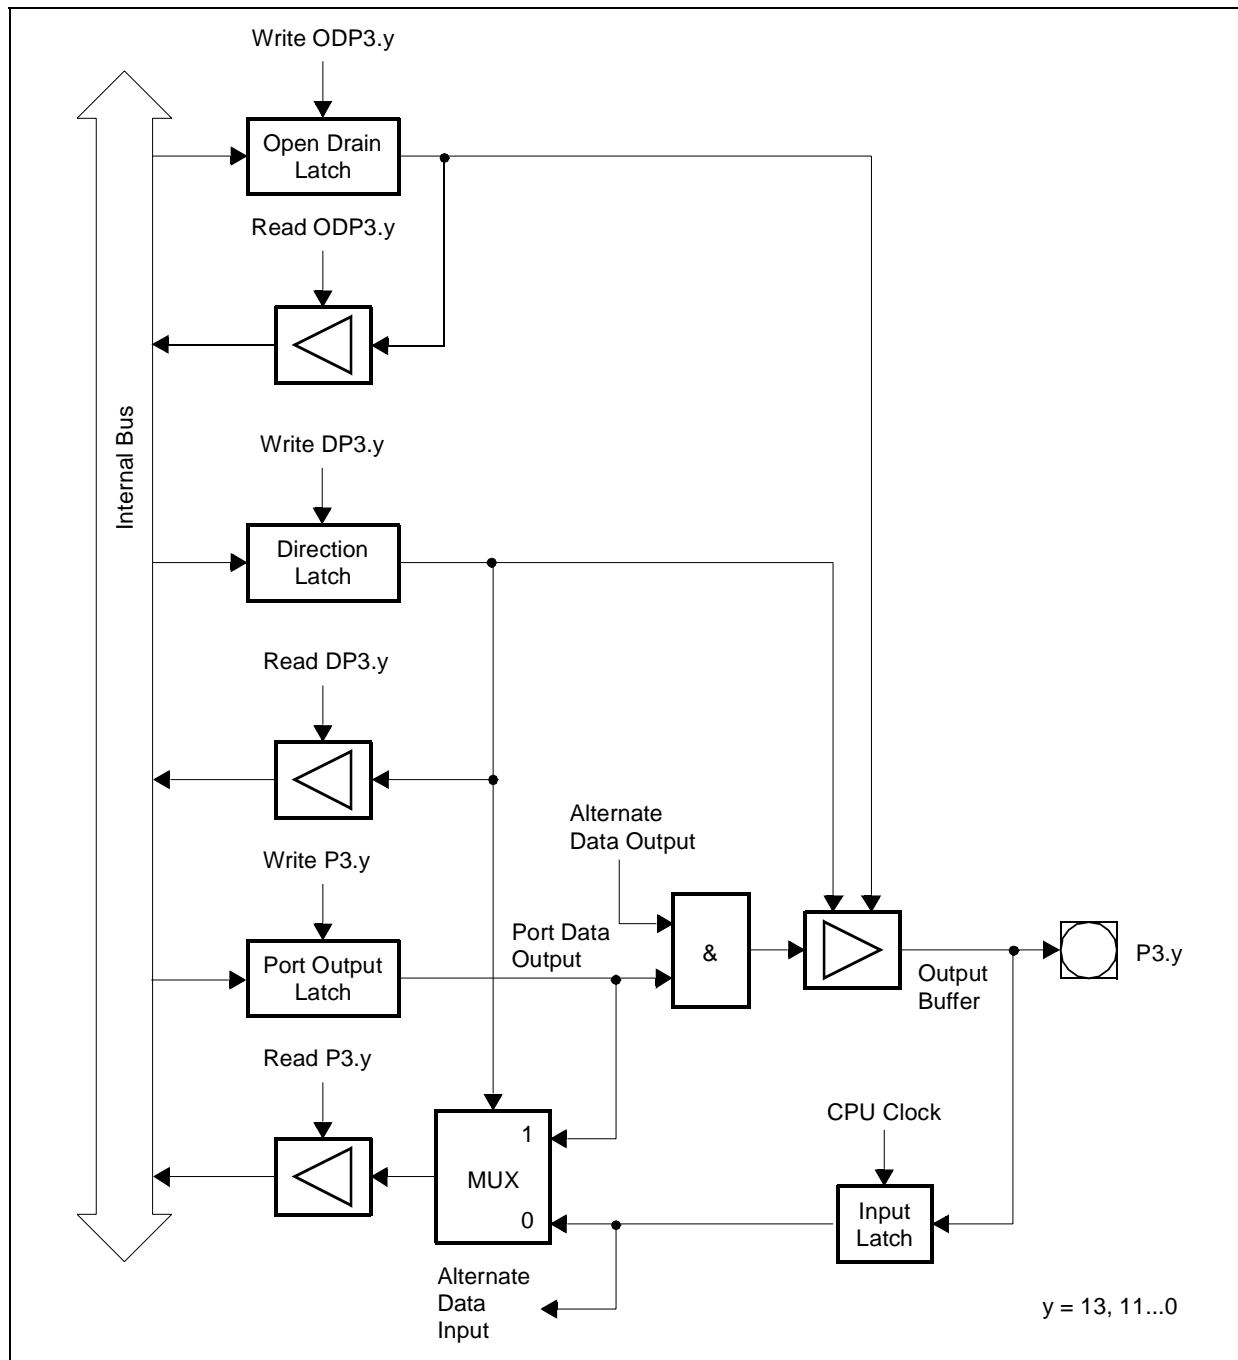 Write ODP3.y
Open Drain
Latch
Read ODP3.y
Internal Bus
Write DP3.y
Direction
Latch
Read DP3.y
Alternate
Data Output
Write P3.y
Port Data
Output
&
Port Output
Latch
Output
Buffer
P3.y
Read P3.y
CPU Clock
1
MUX
0
Input
Latch
Alternate
Data
Input
y = 13, 11...0